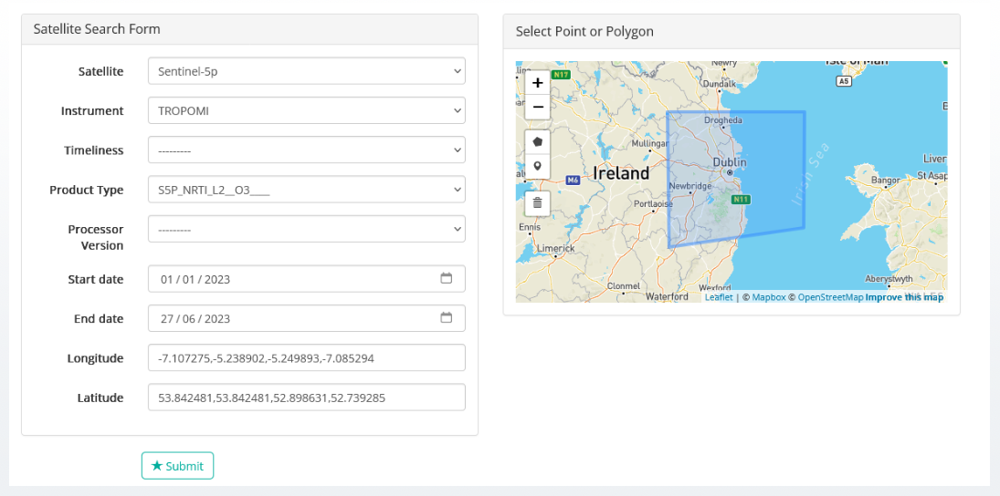 Satellite Search Form
Satellite
Sentinel-5p
Instrument
TROPOMI
Timeliness
---------
Product Type
S5P_NRTI_L2__O3____
Processor
Version
---------
Start date
01 / 01 / 2023
End date
27 / 06 / 2023
Longitude
-7.107275,-5.238902,-5.249893,-7.085294
Latitude
53.842481,53.842481,52.898631,52.739285
Submit
Select Point or Polygon
Newry
Isle of Man
+
N17
A5
Dundalk
−
Drogheda
Mullingar
Dublin
Liver
M6
Ireland
Irish Sea
Bangor
St Asap
Newbridge
N11
Portlaoise
Ennis
Limerick
Aberystwyth
Clonmel
Wexford
Waterford
Leaflet | © Mapbox © OpenStreetMap Improve this map